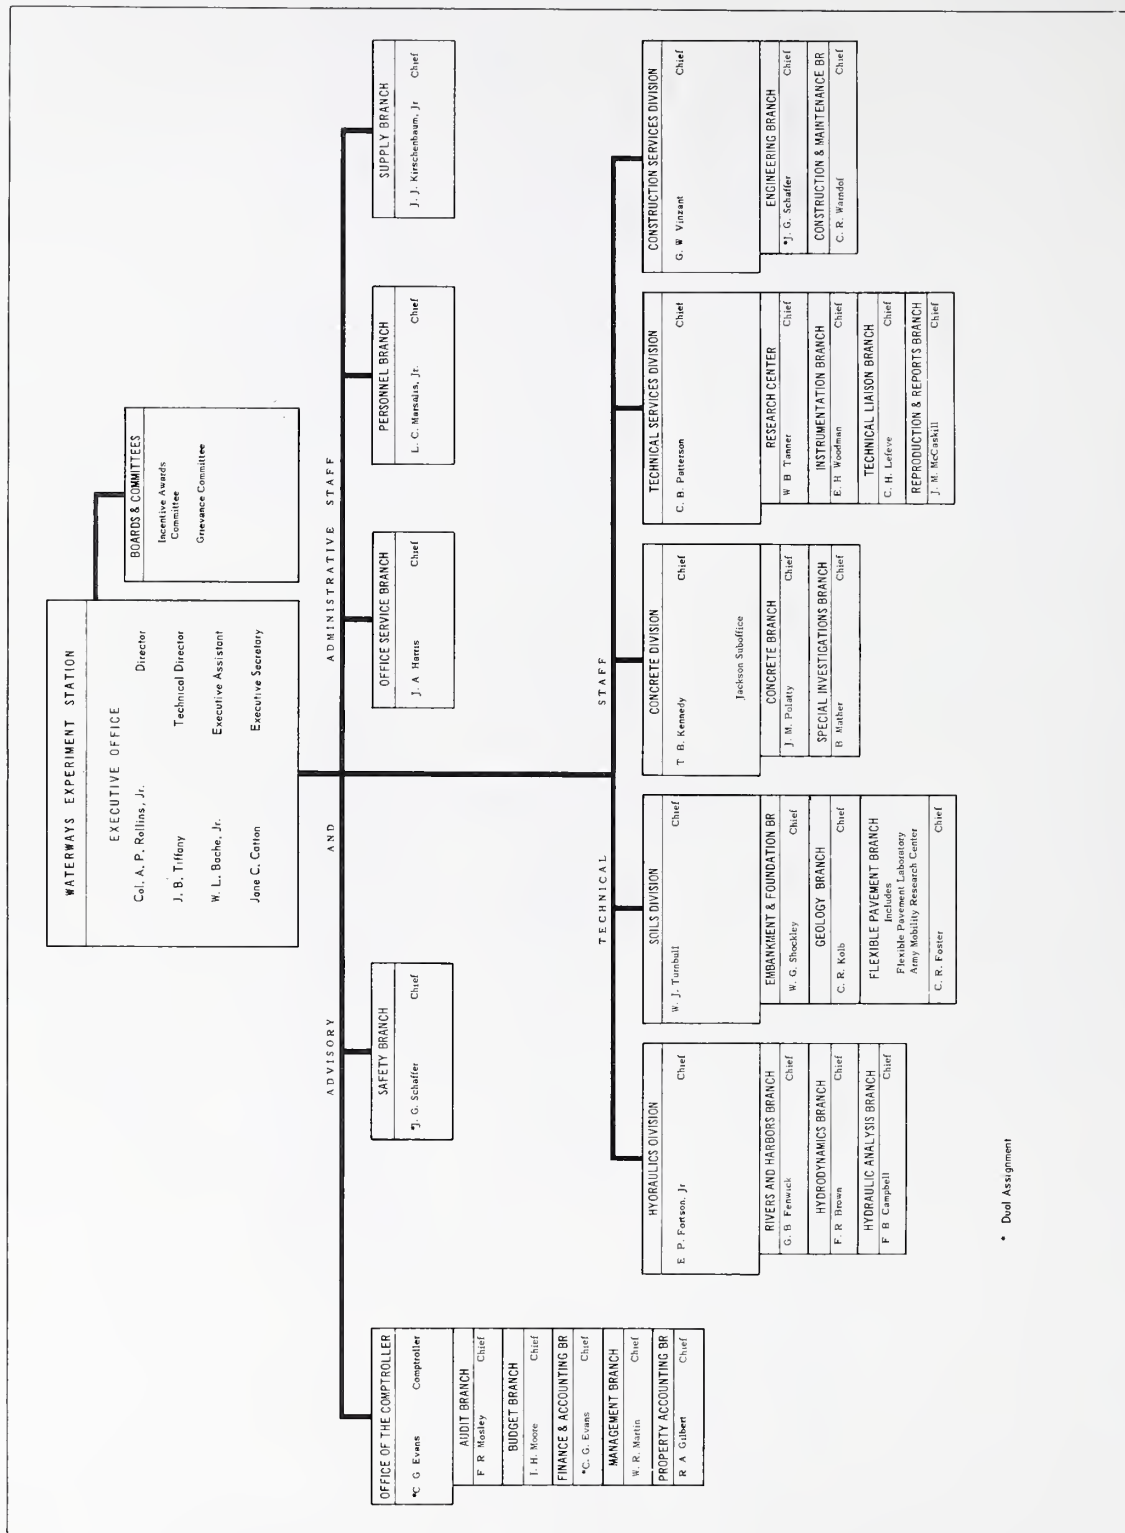 WATERWAYS EXPERIMENT STATION
EXECUTIVE OFFICE
Col. A. P. Rollins, Jr. Director
J. B. Tiffany Technical Director
W. L. Bache, Jr. Executive Assistant
Jane C. Cotton Executive Secretary
BOARDS & COMMITTEES
Incentive Awards
Committee
Grievance Committee
ADVISORY AND ADMINISTRATIVE STAFF
OFFICE OF THE COMPTROLLER
*C G Evans Comptroller
AUDIT BRANCH
F R Mosley Chief
BUDGET BRANCH
I. H. Moore Chief
FINANCE & ACCOUNTING BR
*C. G. Evans Chief
MANAGEMENT BRANCH
W. R. Martin Chief
PROPERTY ACCOUNTING BR
R A Gilbert Chief
SAFETY BRANCH
*J. G. Schaffer Chief
OFFICE SERVICE BRANCH
J. A Harris Chief
PERSONNEL BRANCH
L. C. Marsalis, Jr. Chief
SUPPLY BRANCH
J. J. Kirschenbaum, Jr Chief
TECHNICAL STAFF
HYDRAULICS DIVISION
E P. Fortson, Jr Chief
RIVERS AND HARBORS BRANCH
G. B Fenwick Chief
HYDRODYNAMICS BRANCH
F. R Brown Chief
HYDRAULIC ANALYSIS BRANCH
F B Campbell Chief
SOILS DIVISION
W. J. Turnbull Chief
EMBANKMENT & FOUNDATION BR
W. G. Shockley Chief
GEOLOGY BRANCH
C. R. Kolb Chief
FLEXIBLE PAVEMENT BRANCH
Includes
Flexible Pavement Laboratory
Army Mobility Research Center
C. R. Foster Chief
CONCRETE DIVISION
T B. Kennedy Chief
Jackson Suboffice
CONCRETE BRANCH
J. M. Polatty Chief
SPECIAL INVESTIGATIONS BRANCH
B Mather Chief
TECHNICAL SERVICES DIVISION
C. B. Patterson Chief
RESEARCH CENTER
W B Tanner Chief
INSTRUMENTATION BRANCH
E. H Woodman Chief
TECHNICAL LIAISON BRANCH
C. H. Lefeve Chief
REPRODUCTION & REPORTS BRANCH
J. M. McCaskill Chief
CONSTRUCTION SERVICES DIVISION
G. W Vinzant Chief
ENGINEERING BRANCH
*J. G. Schaffer Chief
CONSTRUCTION & MAINTENANCE BR
C. R. Warndof Chief
* Dual Assignment